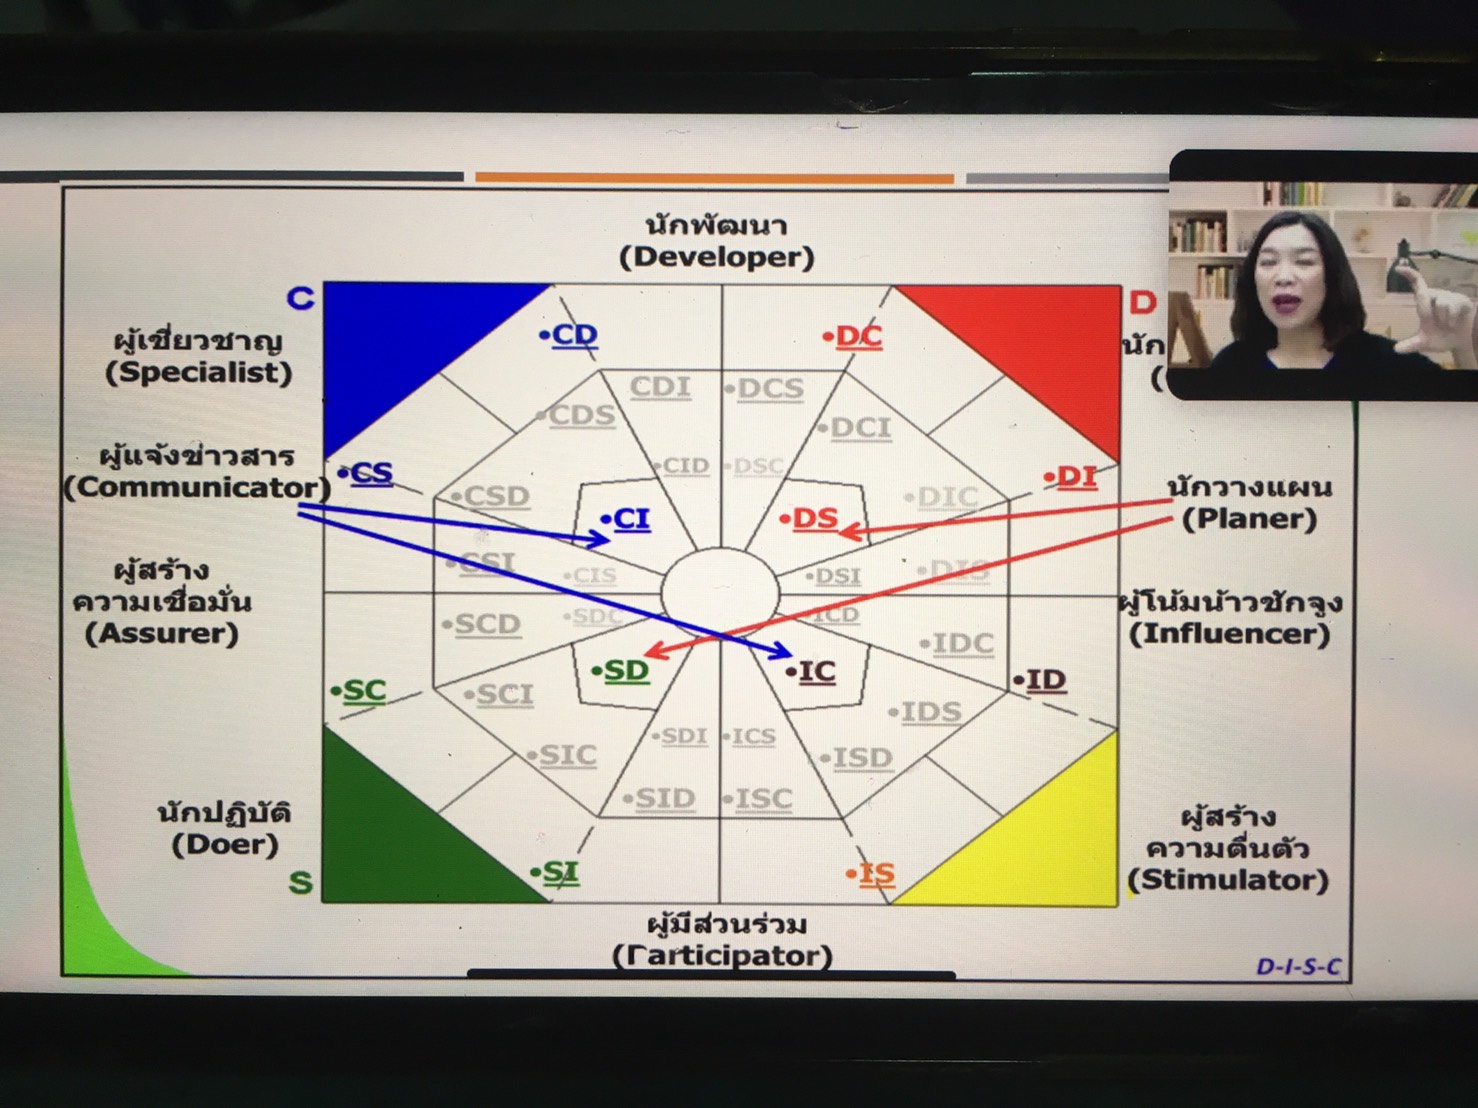 นักพัฒนา
(Developer)
C
D
ผู้เชี่ยวชาญ
(Specialist)
นัก
(
•CD
•DC
CDI
•DCS
•CDS
•DCI
ผู้แจ้งข่าวสาร
(Communicator)
•CS
•CID
•DSC
•DI
•CSD
•DIC
นักวางแผน
(Planer)
•CI
•DS
ผู้สร้าง
ความเชื่อมั่น
(Assurer)
•CSI
•CIS
•DSI
•DIS
ผู้โน้มน้าวชักจูง
(Influencer)
•SCD
•SDC
•ICD
•IDC
•SC
•SD
•IC
•ID
•SCI
•IDS
•SDI
•ICS
•SIC
•ISD
•SID
•ISC
นักปฏิบัติ
(Doer)
ผู้สร้าง
ความตื่นตัว
(Stimulator)
S
•SI
•IS
ผู้มีส่วนร่วม
(Participator)
D-I-S-C